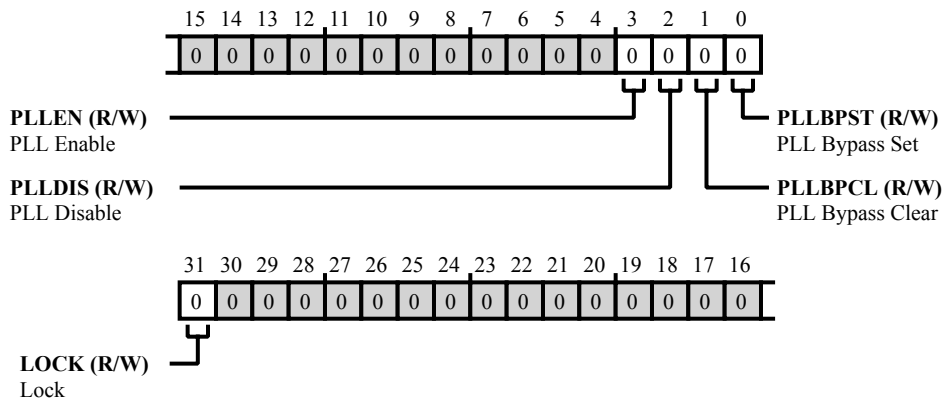 15 14 13 12 11 10 9 8 7 6 5 4 3 2 1 0
0 0 0 0 0 0 0 0 0 0 0 0 0 0 0 0
PLLEN (R/W)
PLL Enable
PLLBPST (R/W)
PLL Bypass Set
PLLDIS (R/W)
PLL Disable
PLLBPCL (R/W)
PLL Bypass Clear
31 30 29 28 27 26 25 24 23 22 21 20 19 18 17 16
0 0 0 0 0 0 0 0 0 0 0 0 0 0 0 0
LOCK (R/W)
Lock